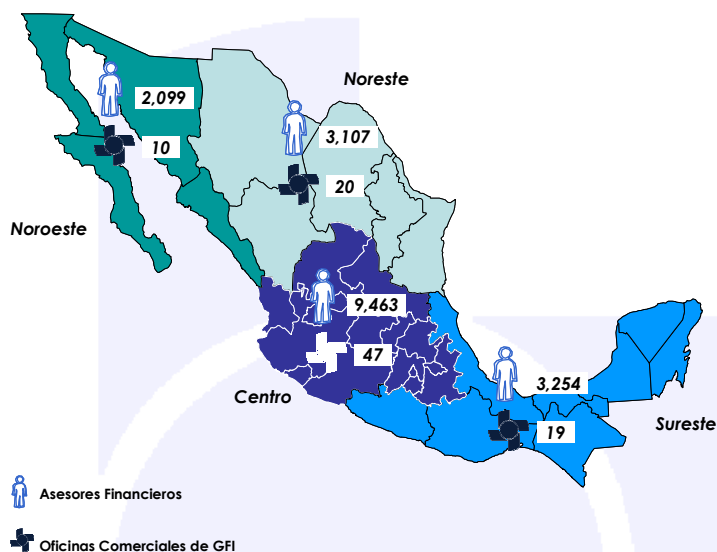 Noreste
2,099
3,107
10
20
Noroeste
9,463
47
Centro
3,254
19
Sureste
Asesores Financieros
Oficinas Comerciales de GFI